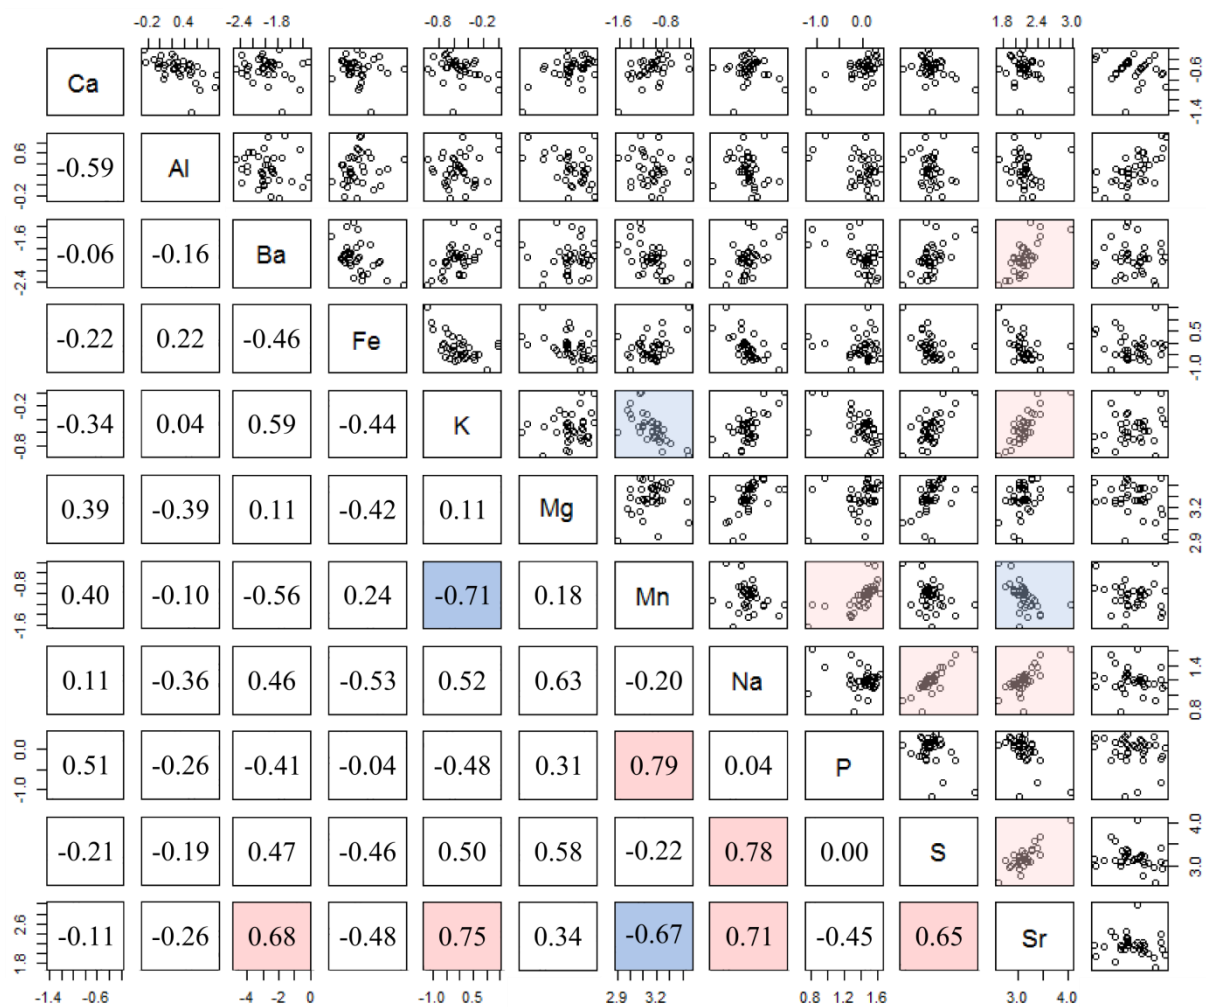 -0.2 0.4 -2.4 -1.8 -0.8 -0.2 -1.6 -0.8 -1.0 0.0 1.8 2.4 3.0
Ca -0.6 -1.4
-0.2 0.6 -0.59 Al
-2.4 -1.6 -0.06 -0.16 Ba
-0.22 0.22 -0.46 Fe -1.0 0.5
-0.8 -0.2 -0.34 0.04 0.59 -0.44 K
0.39 -0.39 0.11 -0.42 0.11 Mg 2.9 3.2
-1.6 -0.8 0.40 -0.10 -0.56 0.24 -0.71 0.18 Mn
0.11 -0.36 0.46 -0.53 0.52 0.63 -0.20 Na 0.8 1.4
-1.0 0.0 0.51 -0.26 -0.41 -0.04 -0.48 0.31 0.79 0.04 P
-0.21 -0.19 0.47 -0.46 0.50 0.58 -0.22 0.78 0.00 S 3.0 4.0
1.8 2.6 -0.11 -0.26 0.68 -0.48 0.75 0.34 -0.67 0.71 -0.45 0.65 Sr
-1.4 -0.6 -4 -2 0 -1.0 0.5 2.9 3.2 0.8 1.2 1.6 3.0 4.0